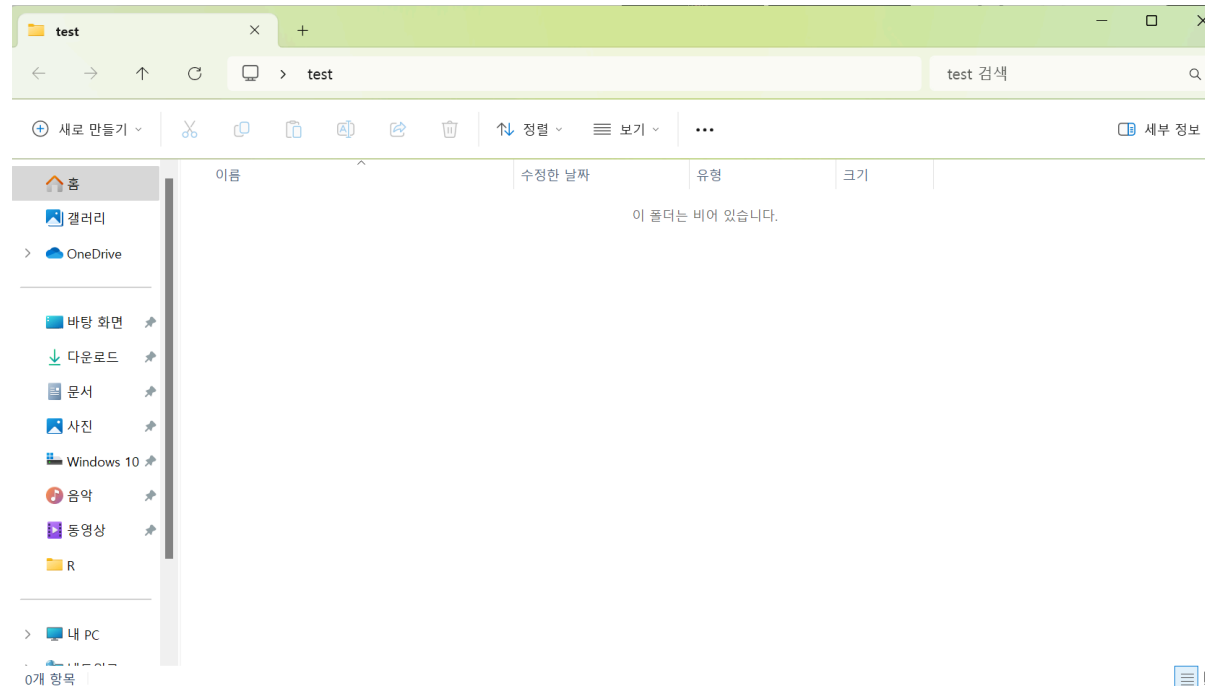 test
test
test 검색
새로 만들기
정렬
보기
세부 정보
이름
수정한 날짜
유형
크기
이 폴더는 비어 있습니다.
홈
갤러리
OneDrive
바탕 화면
다운로드
문서
사진
Windows 10
음악
동영상
R
내 PC
0개 항목